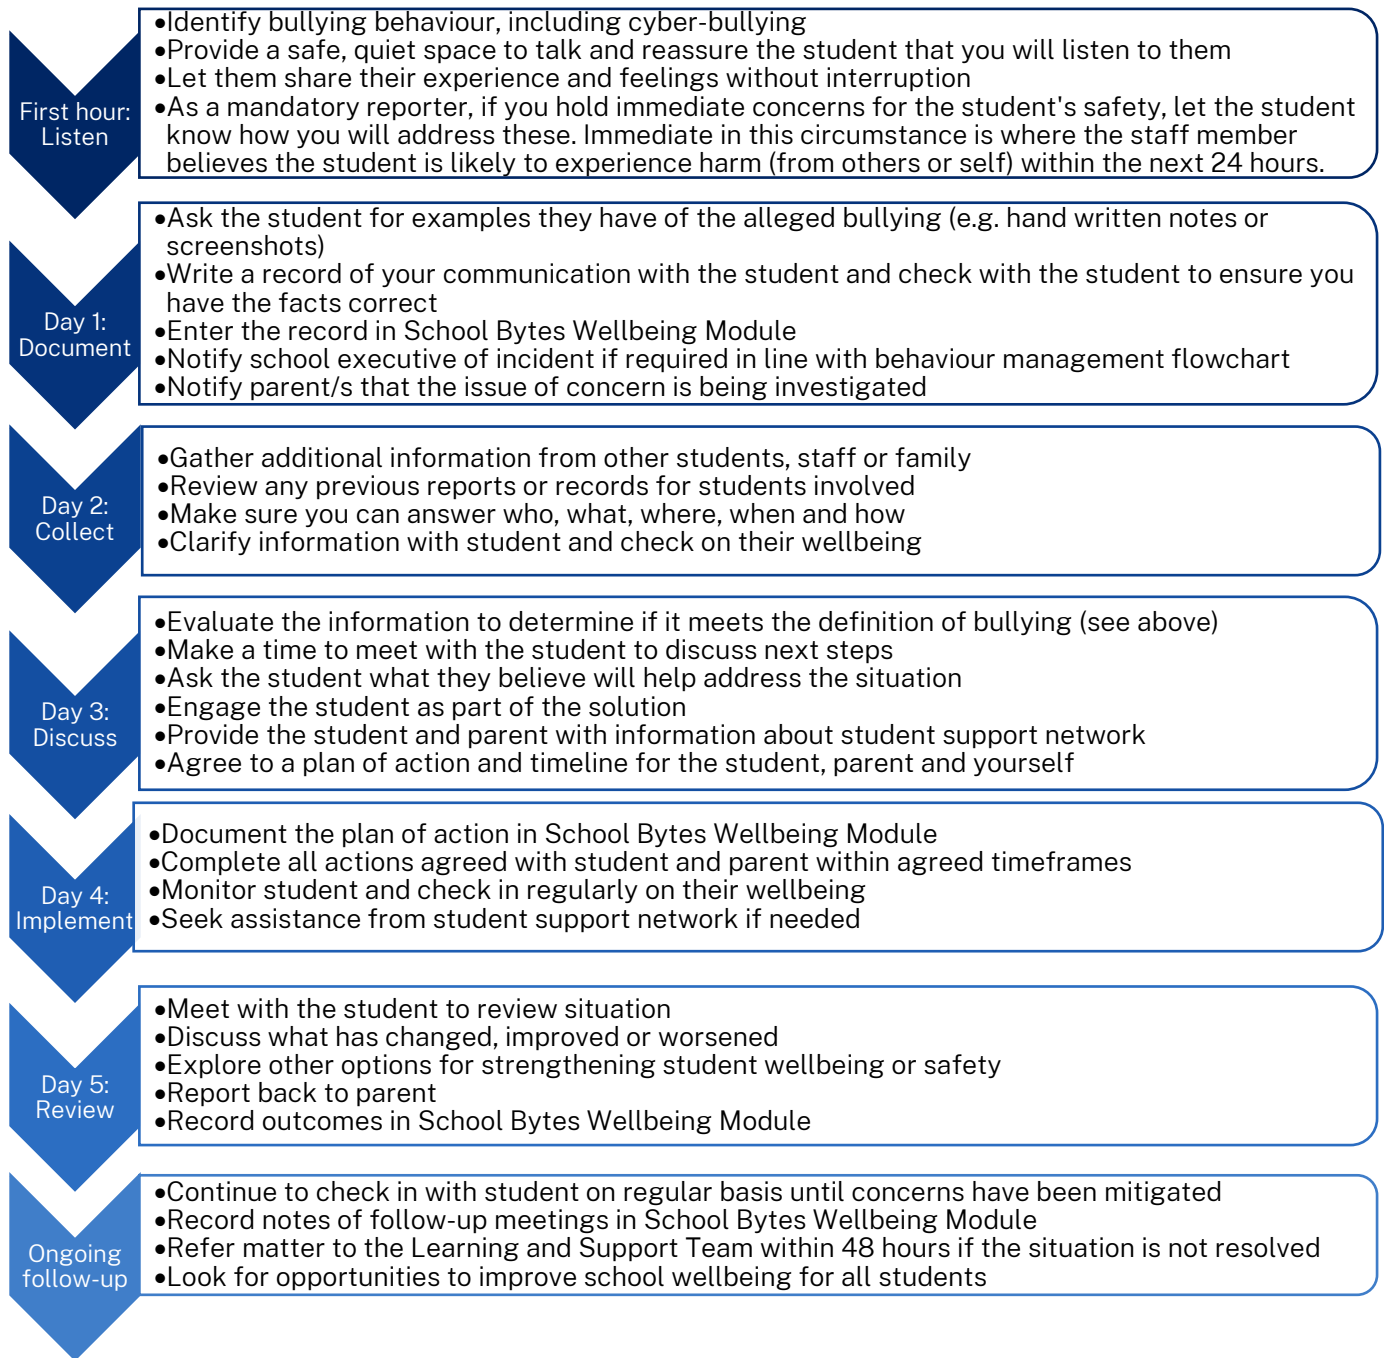 First hour:
Listen
•Identify bullying behaviour, including cyber-bullying
•Provide a safe, quiet space to talk and reassure the student that you will listen to them
•Let them share their experience and feelings without interruption
•As a mandatory reporter, if you hold immediate concerns for the student's safety, let the student
know how you will address these. Immediate in this circumstance is where the staff member
believes the student is likely to experience harm (from others or self) within the next 24 hours.
Day 1:
Document
•Ask the student for examples they have of the alleged bullying (e.g. hand written notes or
screenshots)
•Write a record of your communication with the student and check with the student to ensure you
have the facts correct
•Enter the record in School Bytes Wellbeing Module
•Notify school executive of incident if required in line with behaviour management flowchart
•Notify parent/s that the issue of concern is being investigated
Day 2:
Collect
•Gather additional information from other students, staff or family
•Review any previous reports or records for students involved
•Make sure you can answer who, what, where, when and how
•Clarify information with student and check on their wellbeing
Day 3:
Discuss
•Evaluate the information to determine if it meets the definition of bullying (see above)
•Make a time to meet with the student to discuss next steps
•Ask the student what they believe will help address the situation
•Engage the student as part of the solution
•Provide the student and parent with information about student support network
•Agree to a plan of action and timeline for the student, parent and yourself
Day 4:
Implement
•Document the plan of action in School Bytes Wellbeing Module
•Complete all actions agreed with student and parent within agreed timeframes
•Monitor student and check in regularly on their wellbeing
•Seek assistance from student support network if needed
Day 5:
Review
•Meet with the student to review situation
•Discuss what has changed, improved or worsened
•Explore other options for strengthening student wellbeing or safety
•Report back to parent
•Record outcomes in School Bytes Wellbeing Module
Ongoing
follow-up
•Continue to check in with student on regular basis until concerns have been mitigated
•Record notes of follow-up meetings in School Bytes Wellbeing Module
•Refer matter to the Learning and Support Team within 48 hours if the situation is not resolved
•Look for opportunities to improve school wellbeing for all students